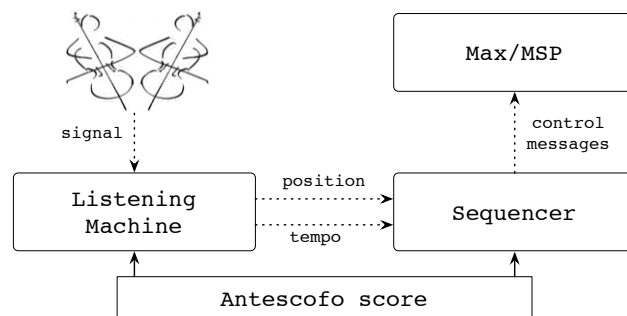 Max/MSP
signal
control
messages
Listening
Machine
position
tempo
Sequencer
Antescofo score